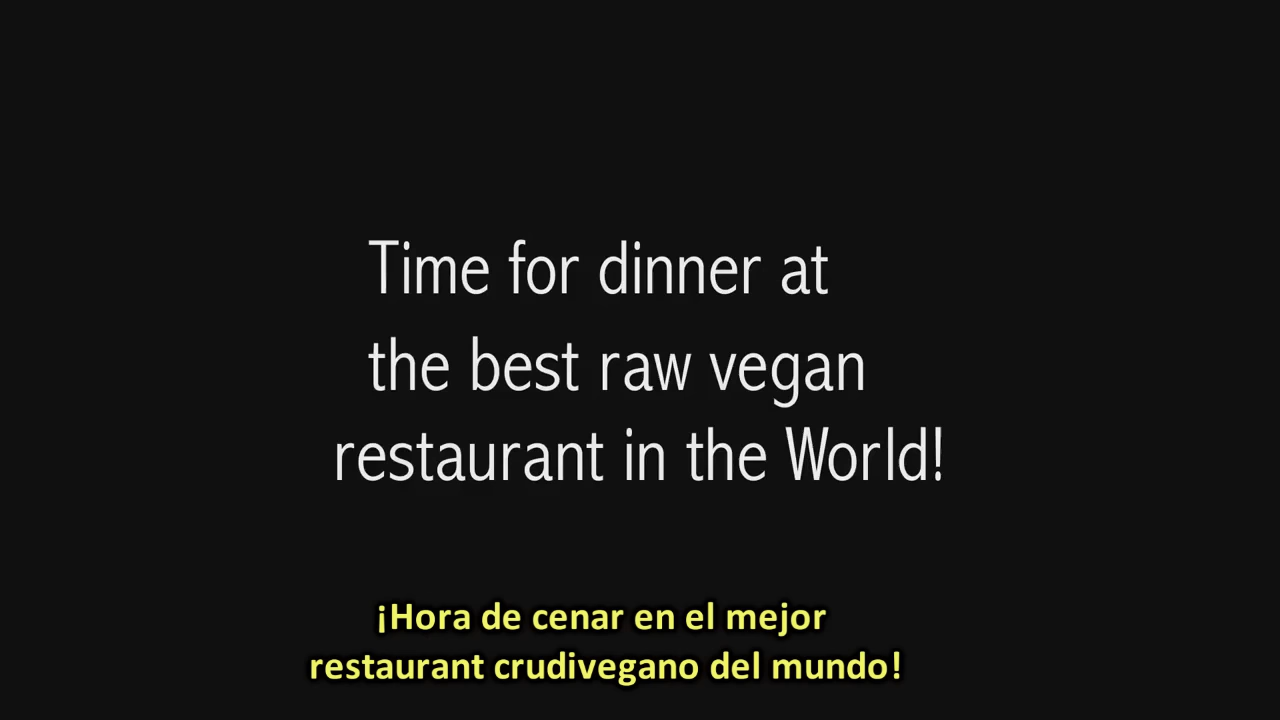 Time for dinner at
the best raw vegan
restaurant in the World!
¡Hora de cenar en el mejor
restaurant crudivegano del mundo!